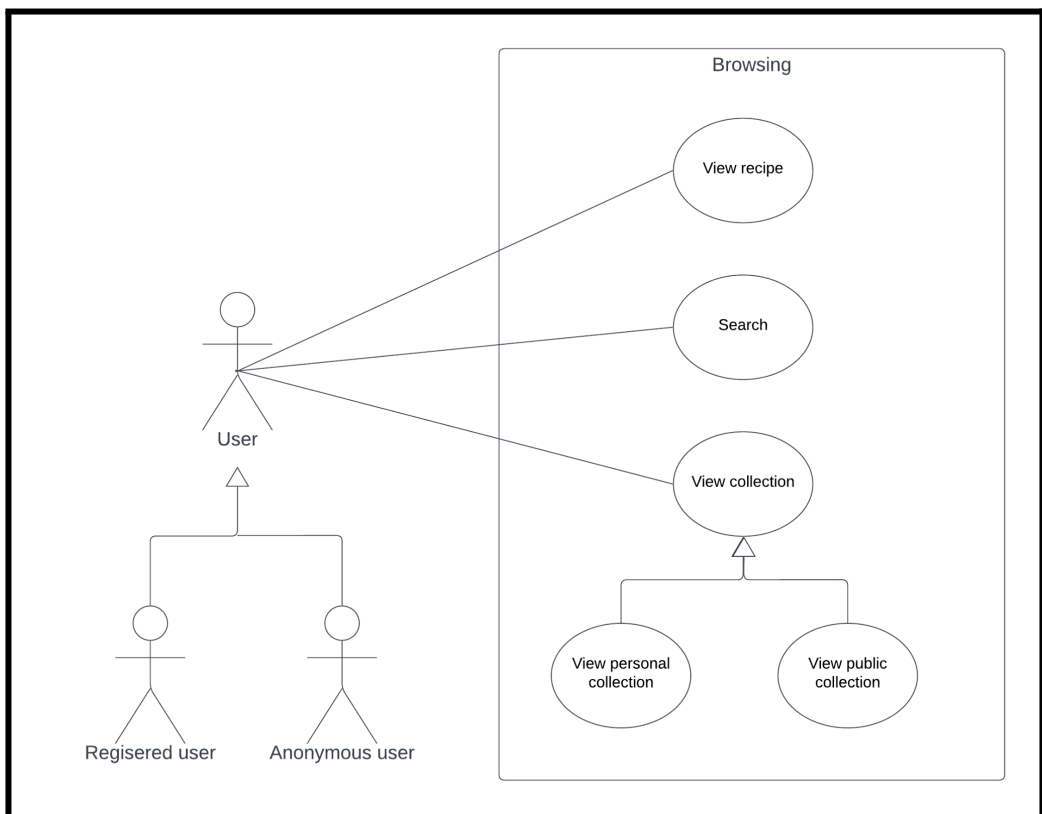 Browsing
View recipe
Search
User
View collection
View personal
collection
View public
collection
Regisered user
Anonymous user